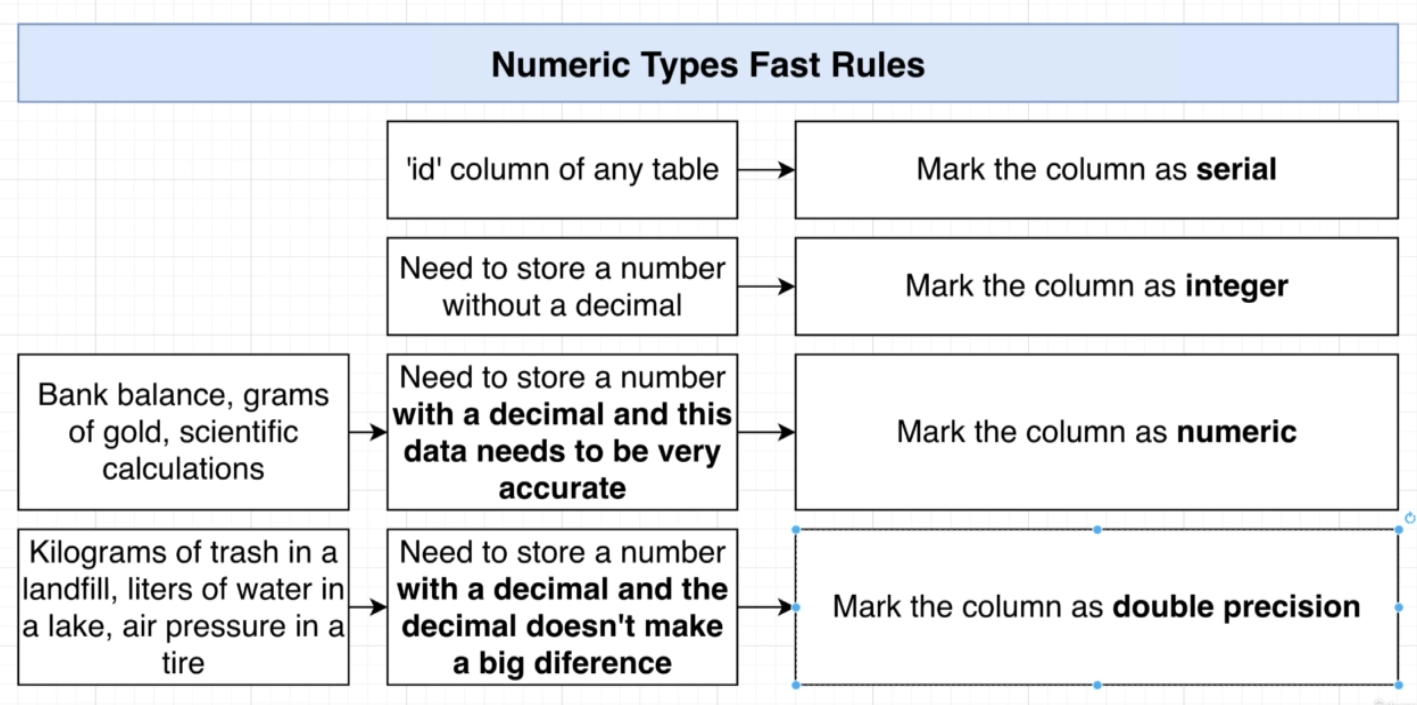 Numeric Types Fast Rules
'id' column of any table
Mark the column as serial
Need to store a number
without a decimal
Mark the column as integer
Bank balance, grams
of gold, scientific
calculations
Need to store a number
with a decimal and this
data needs to be very
accurate
Mark the column as numeric
Kilograms of trash in a
landfill, liters of water in
a lake, air pressure in a
tire
Need to store a number
with a decimal and the
decimal doesn't make
a big diference
Mark the column as double precision